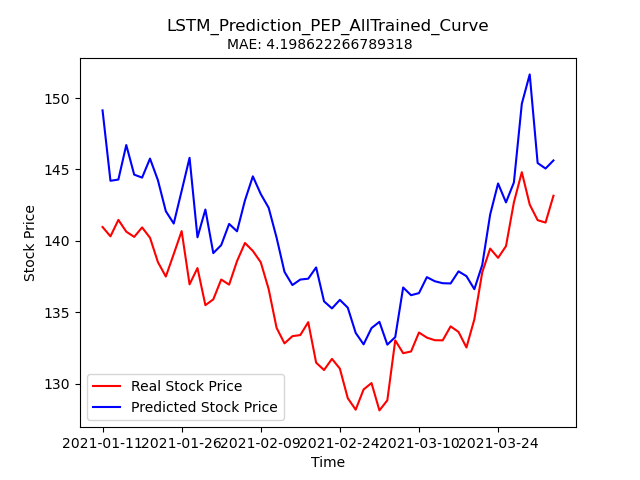 LSTM_Prediction_PEP_AllTrained_Curve
MAE: 4.198622266789318
150
145
140
135
130
Stock Price
Real Stock Price
Predicted Stock Price
2021-01-11 2021-01-26 2021-02-09 2021-02-24 2021-03-10 2021-03-24
Time